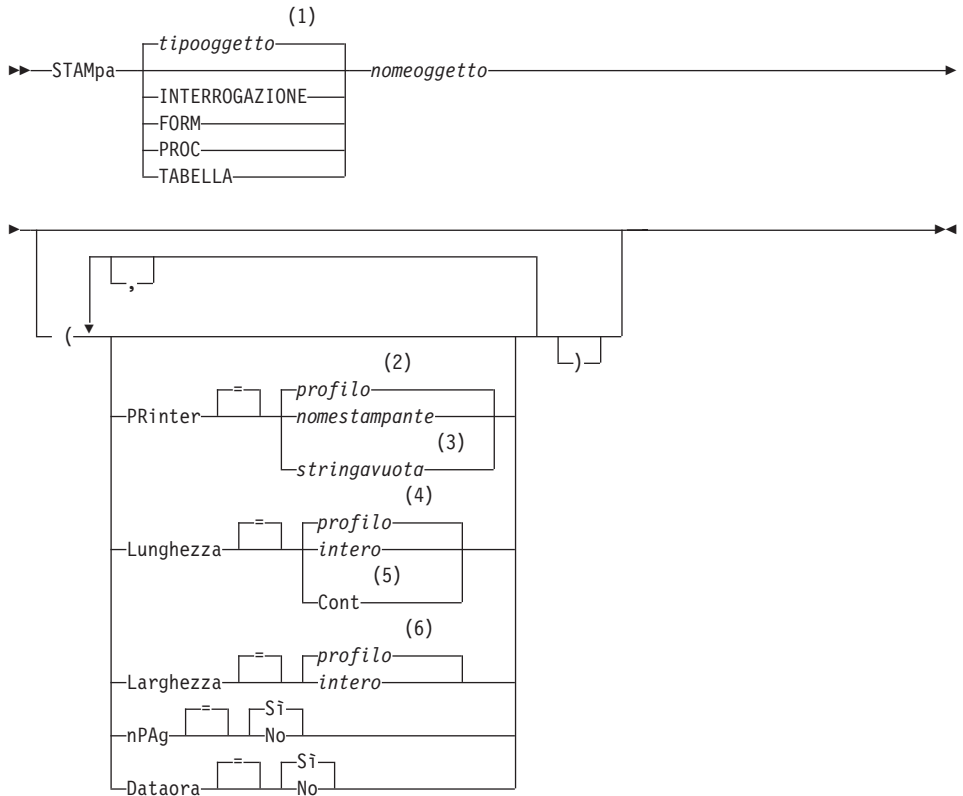 (1)
tipooggetto
STAMpa nomeoggetto
INTERROGAZIONE
FORM
PROC
TABELLA
,
(
)
(2)
PRinter = profilo
nomestampante
(3)
stringavuota
(4)
Lunghezza = profilo
intero
(5)
Cont
(6)
Larghezza = profilo
intero
nPAg = Sì
No
Dataora = Sì
No